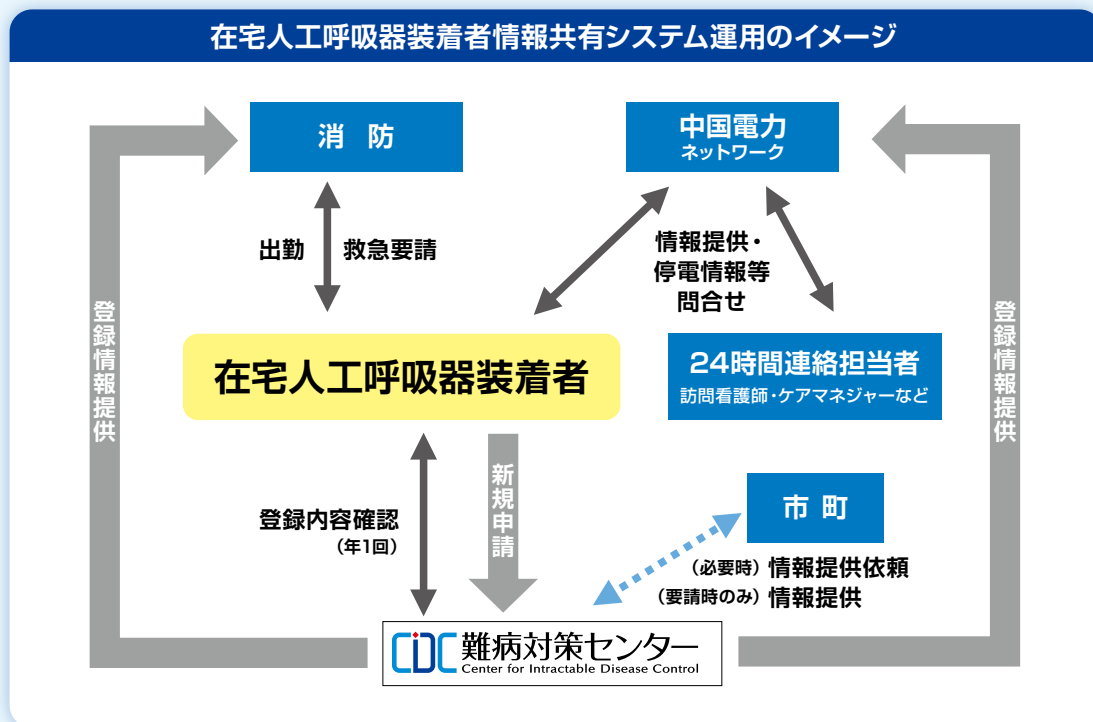 在宅人工呼吸器装着者情報共有システム運用のイメージ
消防
中国電力
ネットワーク
出勤
救急要請
情報提供・
停電情報等
問合せ
登録情報提供
登録情報提供
在宅人工呼吸器装着者
24時間連絡担当者
訪問看護師・ケアマネジャーなど
新規申請
登録内容確認
(年1回)
市町
(必要時) 情報提供依頼
(要請時のみ) 情報提供
CiDC 難病対策センター
Center for Intractable Disease Control